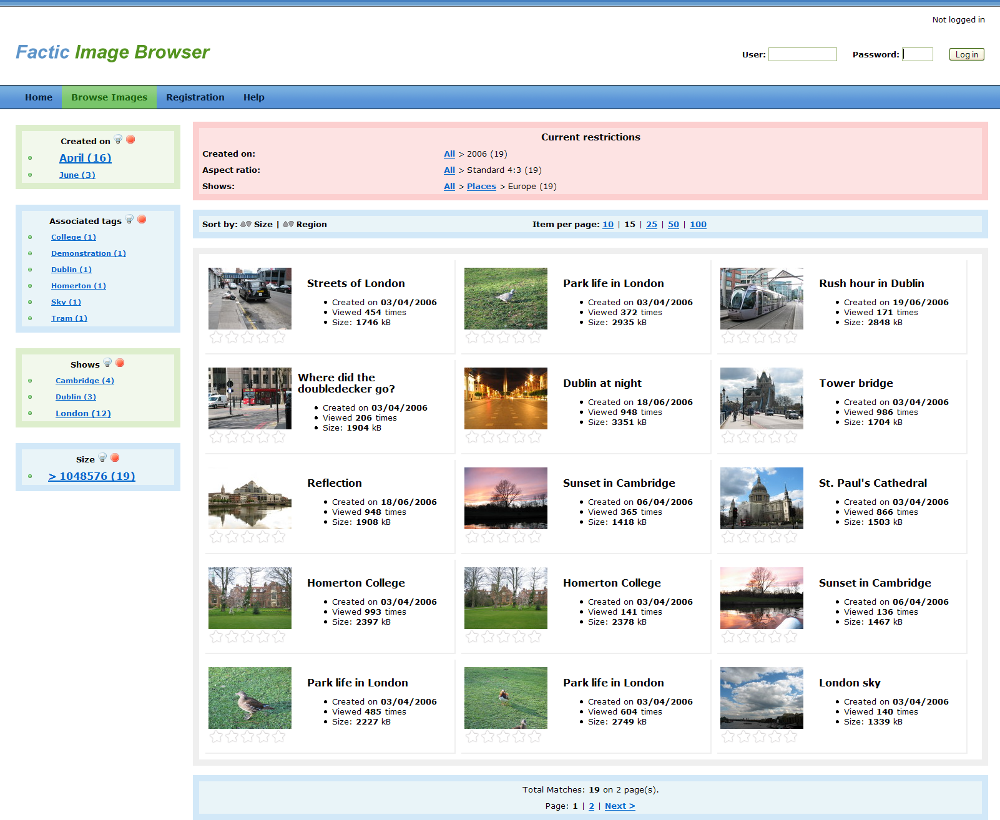 Not logged in
Factic Image Browser
User: Password: Log in
Home Browse Images Registration Help
Created on
April (16)
June (3)
Associated tags
College (1)
Demonstration (1)
Dublin (1)
Homerton (1)
Sky (1)
Tram (1)
Shows
Cambridge (4)
Dublin (3)
London (12)
Size
> 1048576 (19)
Current restrictions
Created on: All > 2006 (19)
Aspect ratio: All > Standard 4:3 (19)
Shows: All > Places > Europe (19)
Sort by: Size | Region Item per page: 10 | 15 | 25 | 50 | 100
Streets of London
Created on 03/04/2006
Viewed 454 times
Size: 1746 kB
Park life in London
Created on 03/04/2006
Viewed 372 times
Size: 2935 kB
Rush hour in Dublin
Created on 19/06/2006
Viewed 171 times
Size: 2848 kB
Where did the
doubledecker go?
Created on 03/04/2006
Viewed 206 times
Size: 1904 kB
Dublin at night
Created on 18/06/2006
Viewed 948 times
Size: 3351 kB
Tower bridge
Created on 03/04/2006
Viewed 986 times
Size: 1704 kB
Reflection
Created on 18/06/2006
Viewed 948 times
Size: 1908 kB
Sunset in Cambridge
Created on 06/04/2006
Viewed 365 times
Size: 1418 kB
St. Paul's Cathedral
Created on 03/04/2006
Viewed 866 times
Size: 1503 kB
Homerton College
Created on 03/04/2006
Viewed 993 times
Size: 2397 kB
Homerton College
Created on 03/04/2006
Viewed 141 times
Size: 2378 kB
Sunset in Cambridge
Created on 06/04/2006
Viewed 136 times
Size: 1467 kB
Park life in London
Created on 03/04/2006
Viewed 485 times
Size: 2227 kB
Park life in London
Created on 03/04/2006
Viewed 604 times
Size: 2749 kB
London sky
Created on 03/04/2006
Viewed 140 times
Size: 1339 kB
Total Matches: 19 on 2 page(s).
Page: 1 | 2 | Next >